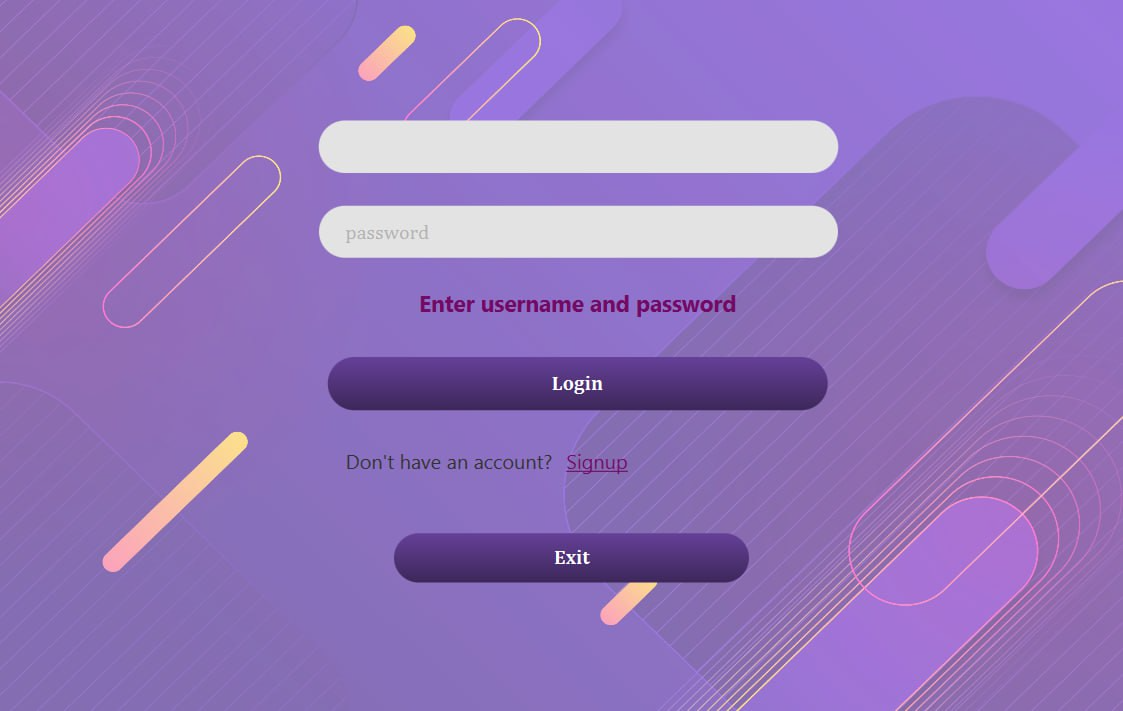 password
Enter username and password
Login
Don't have an account? Signup
Exit